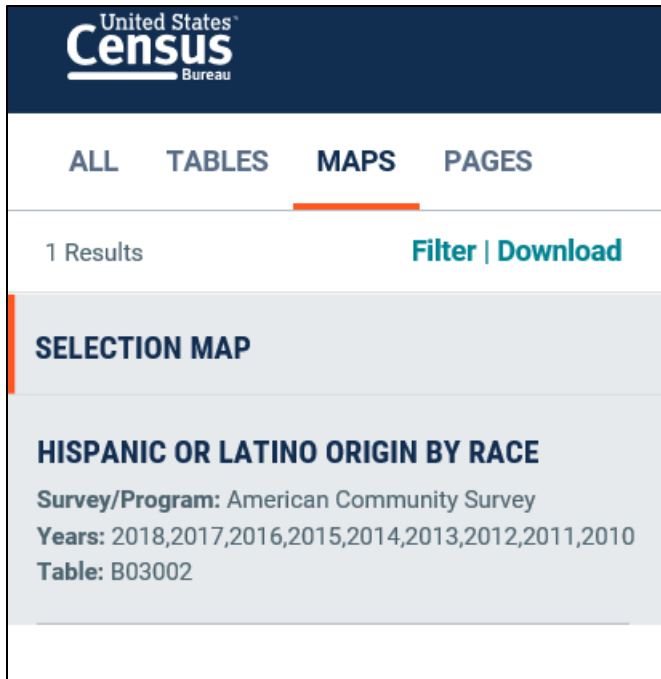 United States
Census
Bureau
ALL TABLES MAPS PAGES
1 Results Filter | Download
SELECTION MAP
HISPANIC OR LATINO ORIGIN BY RACE
Survey/Program: American Community Survey
Years: 2018,2017,2016,2015,2014,2013,2012,2011,2010
Table: B03002